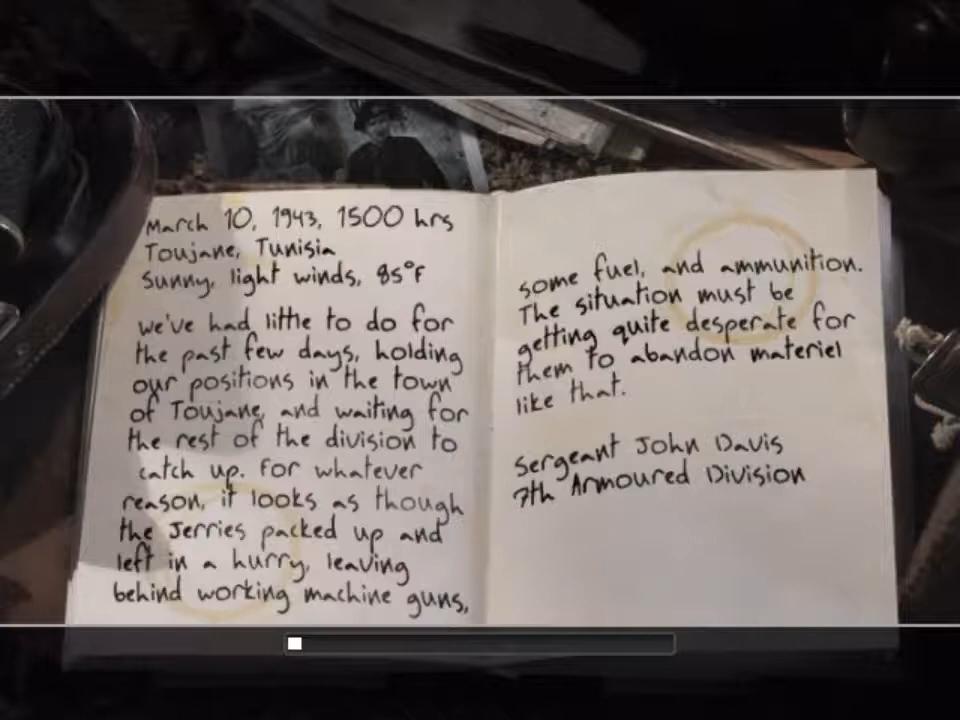 March 10, 1943, 1500 hrs
Toujane, Tunisia
Sunny, light winds, 85°F
We've had little to do for
the past few days, holding
our positions in the town
of Toujane, and waiting for
the rest of the division to
catch up. For whatever
reason, it looks as though
the Jerries packed up and
left in a hurry, leaving
behind working machine guns,
some fuel, and ammunition.
The situation must be
getting quite desperate for
them to abandon materiel
like that.
Sergeant John Davis
7th Armoured Division